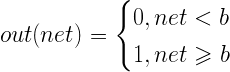 out(net) = { 0, net < b
1, net ⩾ b